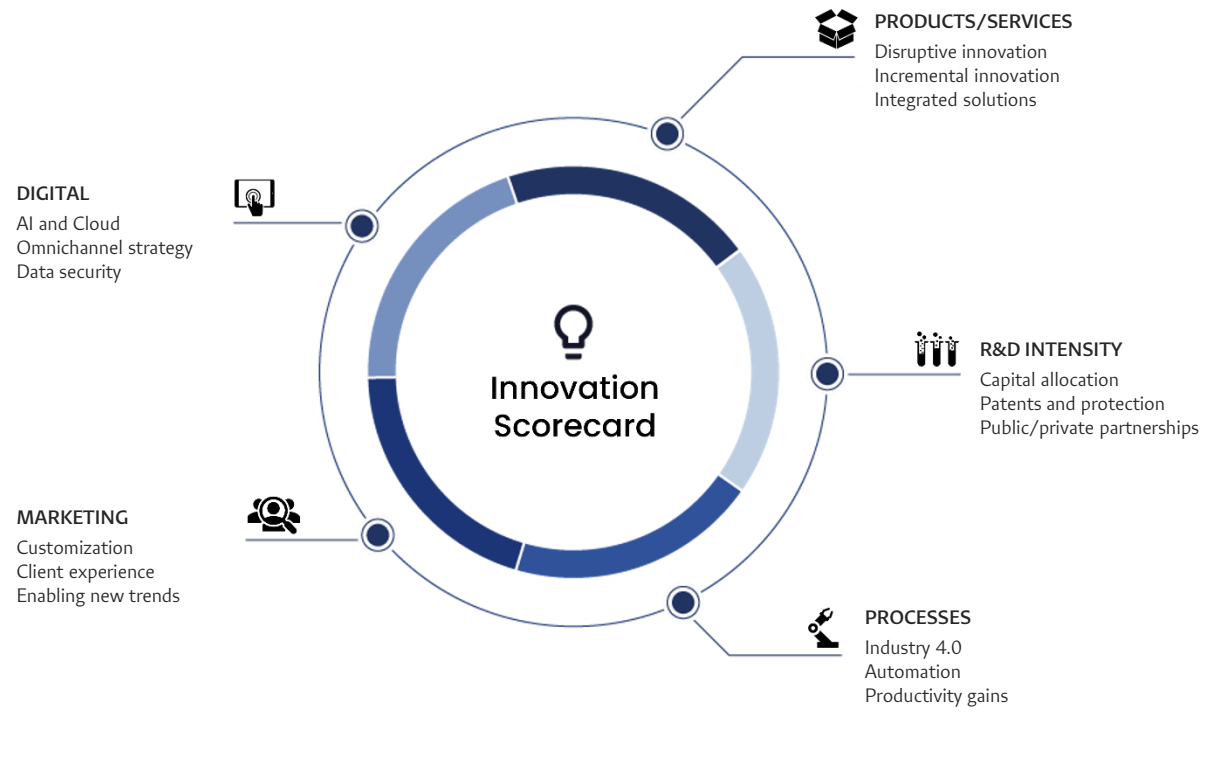 PRODUCTS/SERVICES
Disruptive innovation
Incremental innovation
Integrated solutions
DIGITAL
AI and Cloud
Omnichannel strategy
Data security
Innovation
Scorecard
R&D INTENSITY
Capital allocation
Patents and protection
Public/private partnerships
MARKETING
Customization
Client experience
Enabling new trends
PROCESSES
Industry 4.0
Automation
Productivity gains